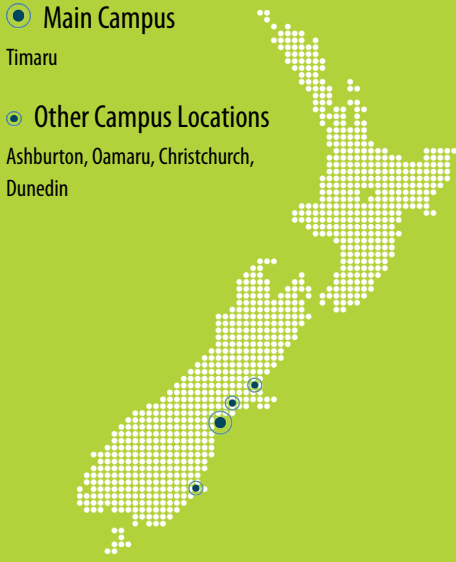 Main Campus
Timaru
Other Campus Locations
Ashburton, Oamaru, Christchurch,
Dunedin